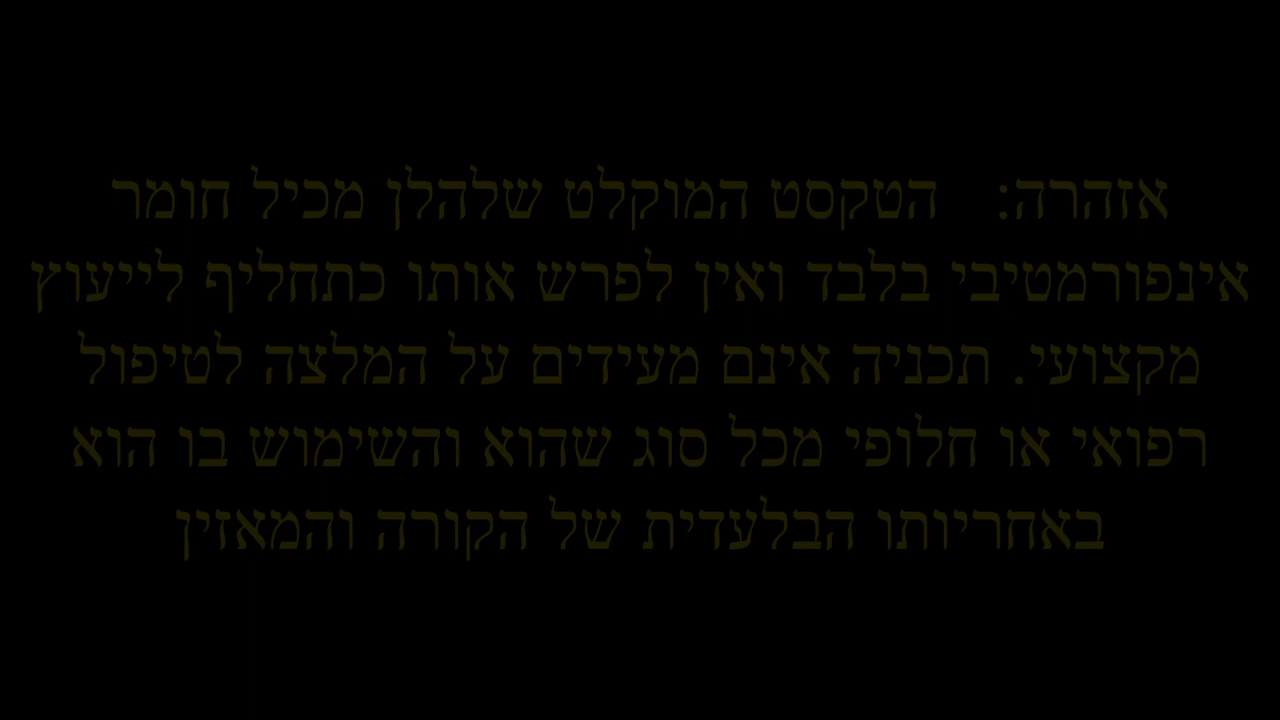 אזהרה: הטקסט המוקלט שלהלן מכיל חומר
אינפורמטיבי בלבד ואין לפרש אותו כתחליף לייעוץ
מקצועי. תכניה אינם מעידים על המלצה לטיפול
רפואי או חלופי מכל סוג שהוא והשימוש בו הוא
באחריותו הבלעדית של הקורה והמאזין